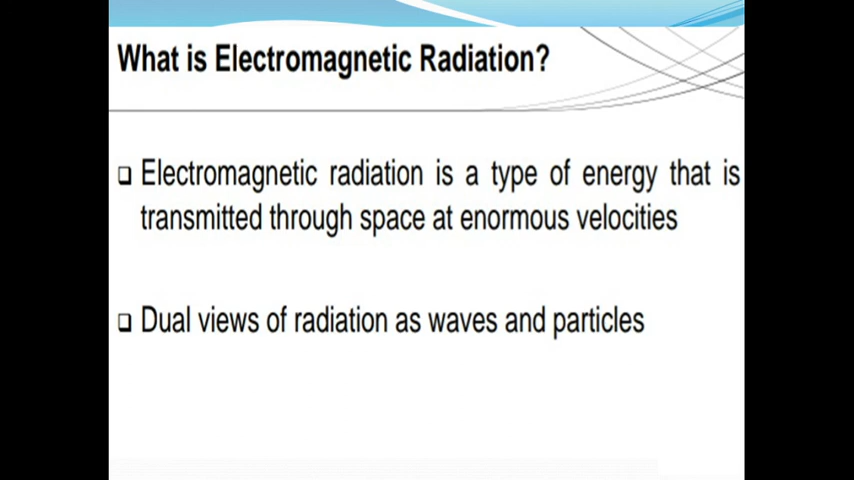 What is Electromagnetic Radiation?
❑ Electromagnetic radiation is a type of energy that is
transmitted through space at enormous velocities
❑ Dual views of radiation as waves and particles